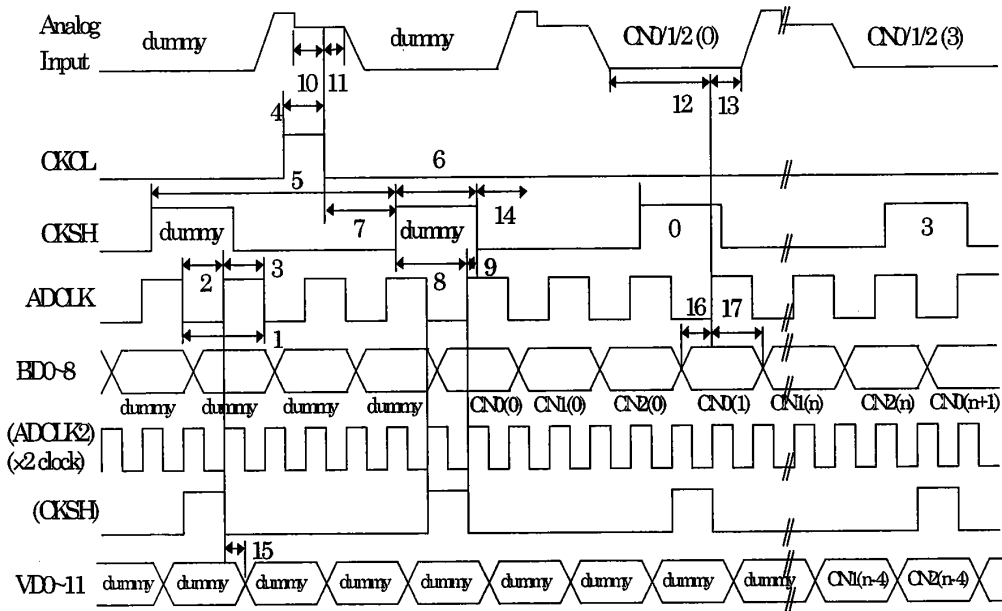 Analog
Input
dummy
dummy
CN0/1/2 (0)
CN0/1/2 (3)
10
11
12
13
4
CKCL
6
5
CKSH
dummy
7
dummy
14
0
3
2
3
8
9
ADCLK
16
17
1
BD0~8
dummy
dummy
dummy
dummy
CN0(0)
CN1(0)
CN2(0)
CN0(1)
CN1(n)
CN2(n)
CN0(n+1)
(ADCLK2)
(×2 clock)
(CKSH)
15
VD0~11
dummy
dummy
dummy
dummy
dummy
dummy
dummy
dummy
dummy
CN1(n-4)
CN2(n-4)